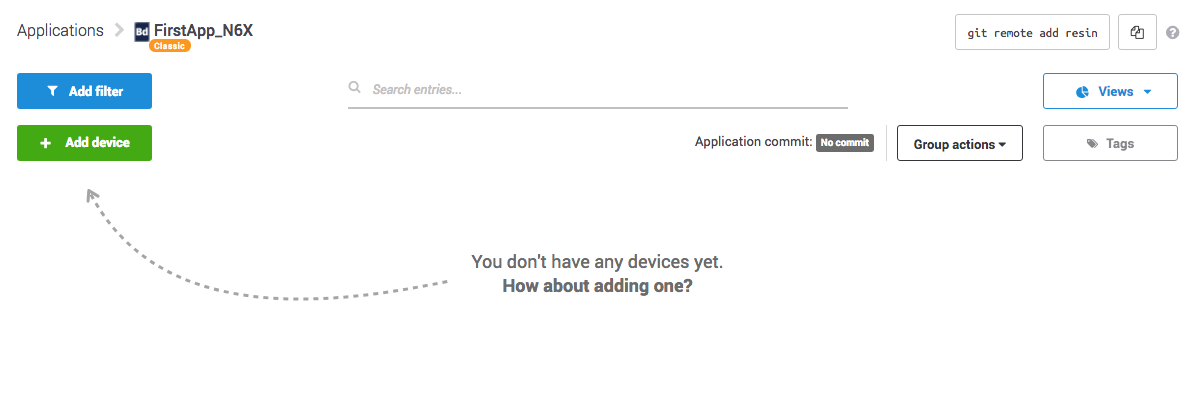 Applications
Bd FirstApp_N6X
Classic
git remote add resin
?
Add filter
Search entries...
Views
Add device
Application commit: No commit
Group actions
Tags
You don't have any devices yet.
How about adding one?